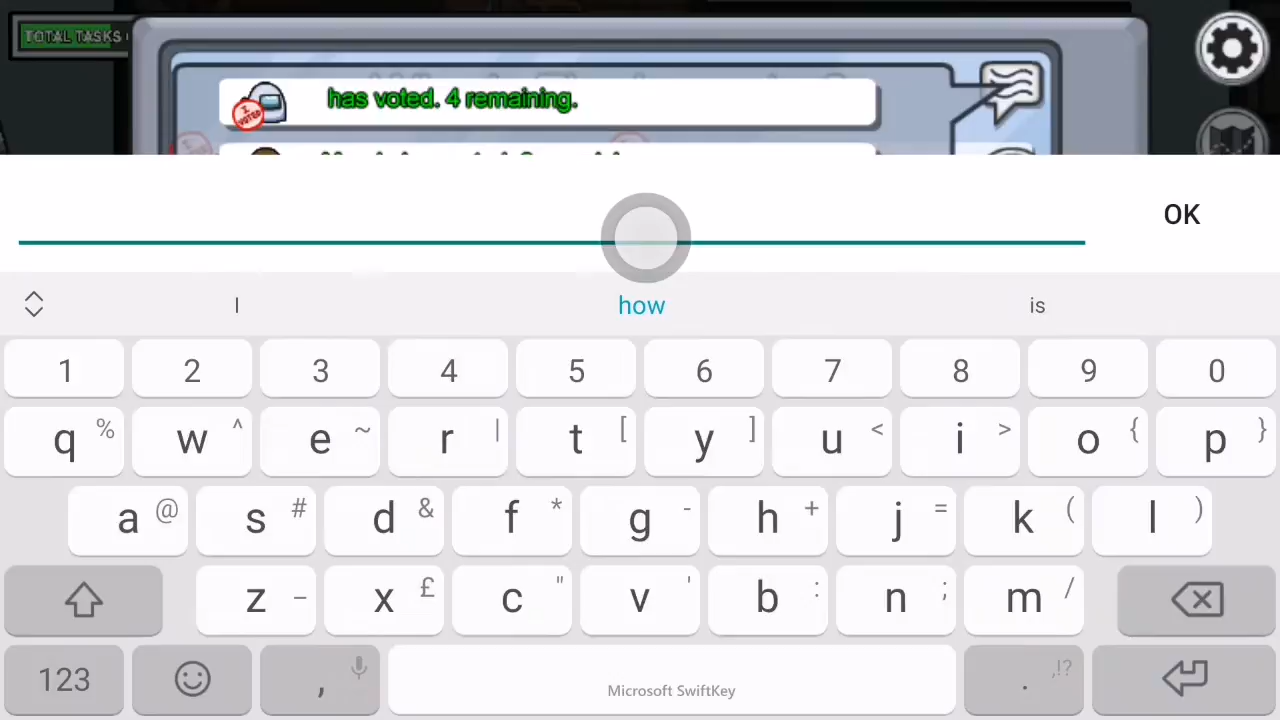 TOTAL TASKS
I VOTED
has voted. 4 remaining.
OK
I how is
1 2 3 4 5 6 7 8 9 0
q % w ^ e ~ r | t [ y ] u < i > o { p }
a @ s # d & f * g - h + j = k ( l )
z _ x £ c " v ' b : n ; m /
123 , . ,!?
Microsoft SwiftKey